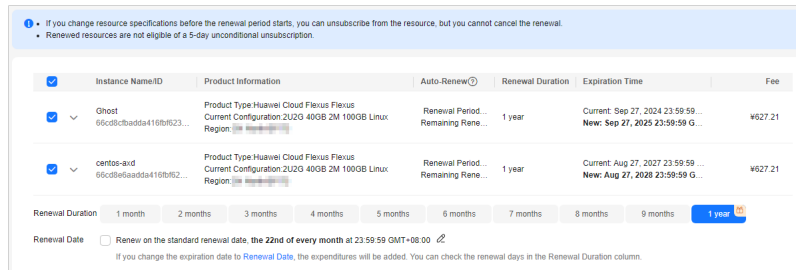 • If you change resource specifications before the renewal period starts, you can unsubscribe from the resource, but you cannot cancel the renewal.
• Renewed resources are not eligible of a 5-day unconditional unsubscription.
Instance Name/ID Product Information Auto-Renew Renewal Duration Expiration Time Fee
Ghost
66cd8cfbadda416fbf623...
Product Type:Huawei Cloud Flexus Flexus
Current Configuration:2U2G 40GB 2M 100GB Linux
Region:
Renewal Period...
Remaining Rene...
1 year
Current: Sep 27, 2024 23:59:59 ...
New: Sep 27, 2025 23:59:59 G...
¥627.21
centos-axd
66cd8e6aadda416fbf62...
Product Type:Huawei Cloud Flexus Flexus
Current Configuration:2U2G 40GB 2M 100GB Linux
Region:
Renewal Period...
Remaining Rene...
1 year
Current: Aug 27, 2027 23:59:59 ...
New: Aug 27, 2028 23:59:59 G...
¥627.21
Renewal Duration 1 month 2 months 3 months 4 months 5 months 6 months 7 months 8 months 9 months 1 year
Renewal Date Renew on the standard renewal date, the 22nd of every month at 23:59:59 GMT+08:00
If you change the expiration date to Renewal Date, the expenditures will be added. You can check the renewal days in the Renewal Duration column.